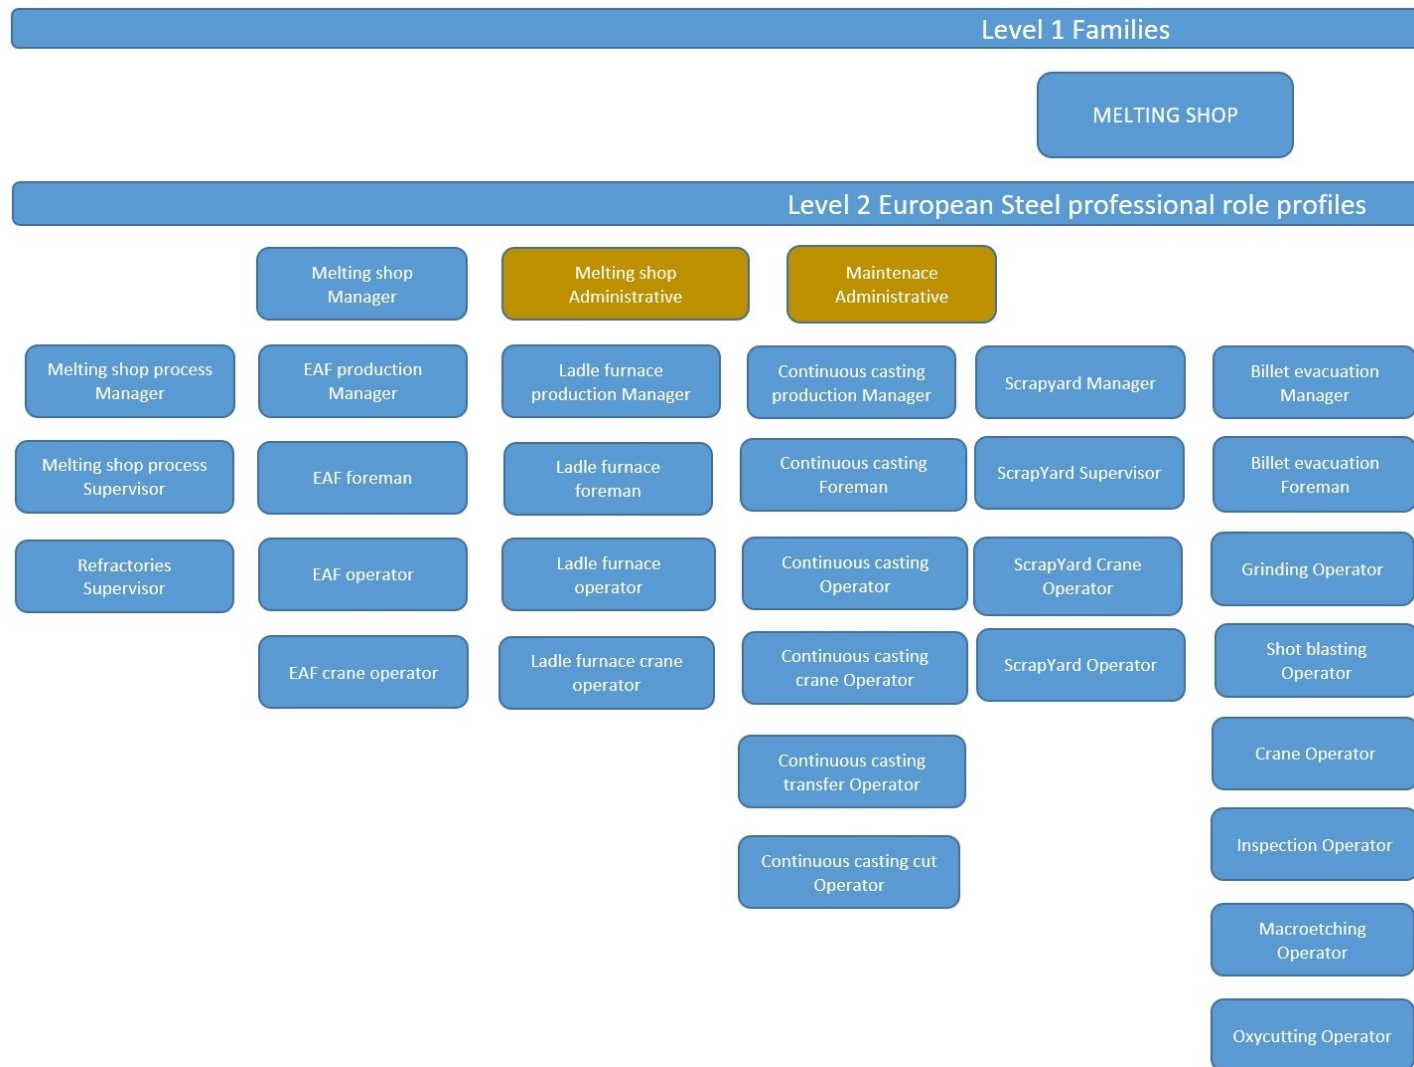 Level 1 Families
MELTING SHOP
Level 2 European Steel professional role profiles
Melting shop
Manager
Melting shop
Administrative
Maintenace
Administrative
Melting shop process
Manager
EAF production
Manager
Ladle furnace
production Manager
Continuous casting
production Manager
Scrapyard Manager
Billet evacuation
Manager
Melting shop process
Supervisor
EAF foreman
Ladle furnace
foreman
Continuous casting
Foreman
ScrapYard Supervisor
Billet evacuation
Foreman
Refractories
Supervisor
EAF operator
Ladle furnace
operator
Continuous casting
Operator
ScrapYard Crane
Operator
Grinding Operator
EAF crane operator
Ladle furnace crane
operator
Continuous casting
crane Operator
ScrapYard Operator
Shot blasting
Operator
Continuous casting
transfer Operator
Crane Operator
Continuous casting cut
Operator
Inspection Operator
Macroetching
Operator
Oxycutting Operator